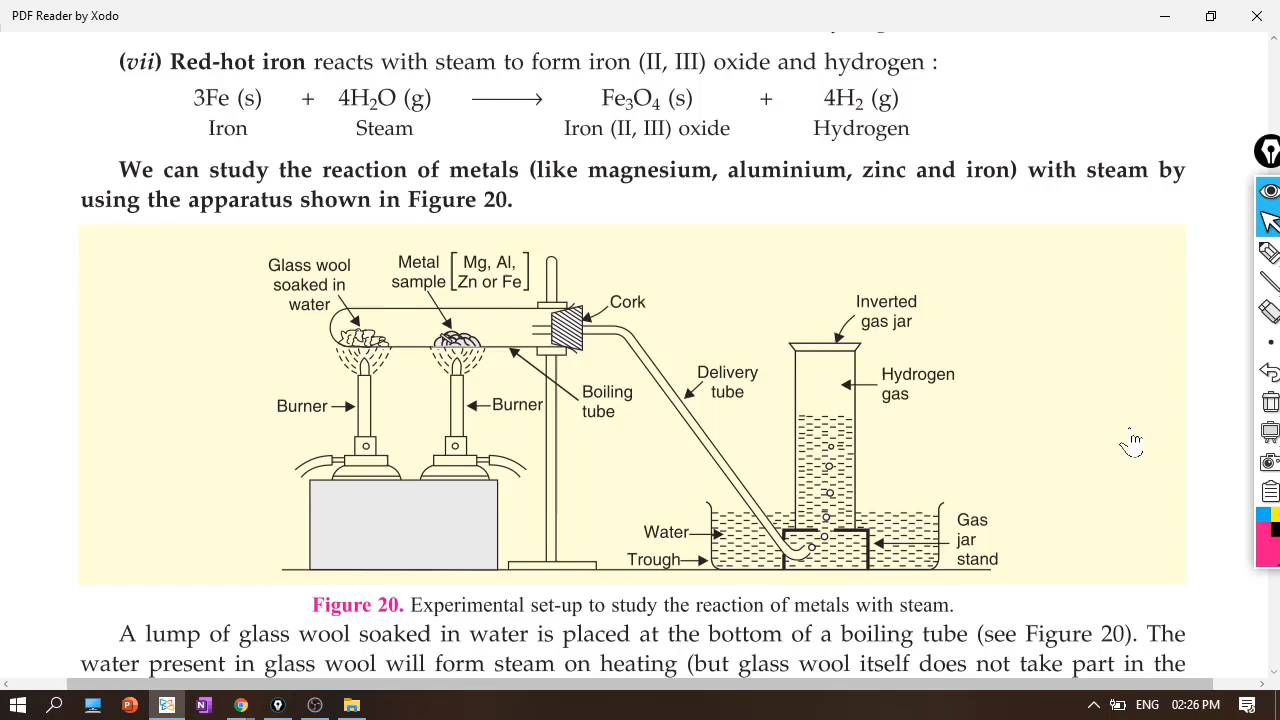 PDF Reader by Xodo
(vii) Red-hot iron reacts with steam to form iron (II, III) oxide and hydrogen :
3Fe (s) + 4H₂O (g) ⟶ Fe₃O₄ (s) + 4H₂ (g)
Iron Steam Iron (II, III) oxide Hydrogen
We can study the reaction of metals (like magnesium, aluminium, zinc and iron) with steam by
using the apparatus shown in Figure 20.
Glass wool
soaked in
water
Metal
sample
Mg, Al,
Zn or Fe
Cork
Inverted
gas jar
Delivery
tube
Hydrogen
gas
Boiling
tube
Burner
Burner
Water
Trough
Gas
jar
stand
Figure 20. Experimental set-up to study the reaction of metals with steam.
A lump of glass wool soaked in water is placed at the bottom of a boiling tube (see Figure 20). The
water present in glass wool will form steam on heating (but glass wool itself does not take part in the
ENG 02:26 PM